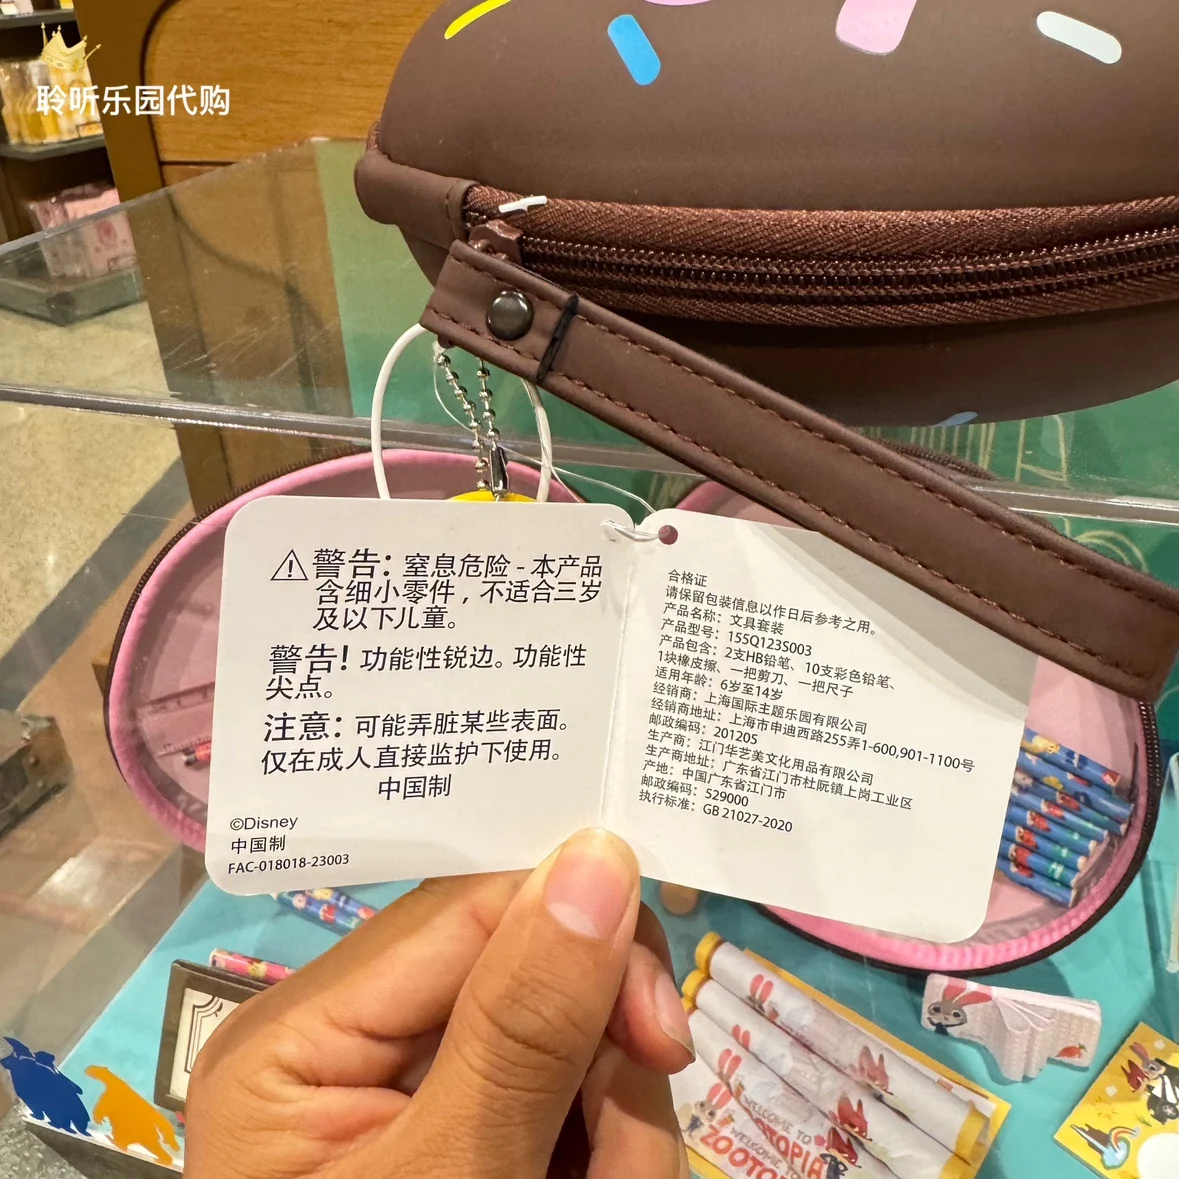 聆听乐园代购
警告：窒息危险 - 本产品
含细小零件，不适合三岁
及以下儿童。
警告！功能性锐边。功能性
尖点。
注意：可能弄脏某些表面。
仅在成人直接监护下使用。
中国制
©Disney
中国制
FAC-018018-23003
合格证
请保留包装信息以作日后参考之用。
产品名称：文具套装
产品型号：155Q123S003
产品包含：2支HB铅笔、10支彩色铅笔、
1块橡皮擦、一把剪刀、一把尺子
适用年龄：6岁至14岁
经销商：上海国际主题乐园有限公司
经销商地址：上海市申迪西路255弄1-600,901-1100号
邮政编码：201205
生产商：江门华艺美文化用品有限公司
生产商地址：广东省江门市杜阮镇上岗工业区
产地：中国广东省江门市
邮政编码：529000
执行标准：GB 21027-2020
WELCOME TO
ZOOTOPIA
WELCOME TO